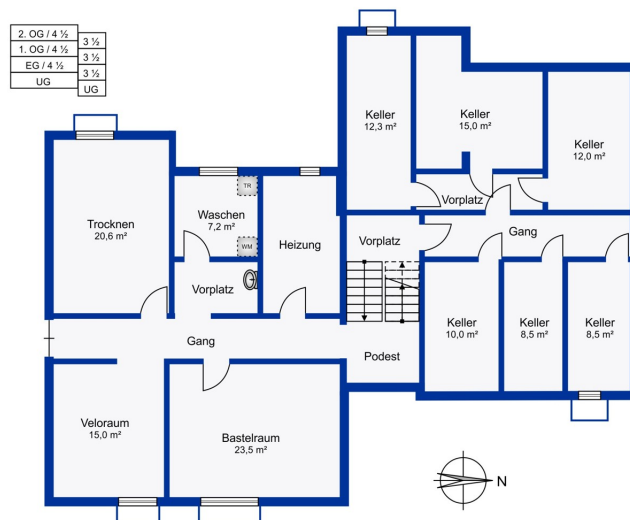 2. OG / 4 ½
3 ½
1. OG / 4 ½
3 ½
EG / 4 ½
3 ½
UG
UG
Keller
12,3 m²
Keller
15,0 m²
Keller
12,0 m²
Vorplatz
Trocknen
20,6 m²
TR
Waschen
7,2 m²
WM
Heizung
Vorplatz
Gang
Vorplatz
Keller
10,0 m²
Keller
8,5 m²
Keller
8,5 m²
Gang
Podest
Veloraum
15,0 m²
Bastelraum
23,5 m²
N